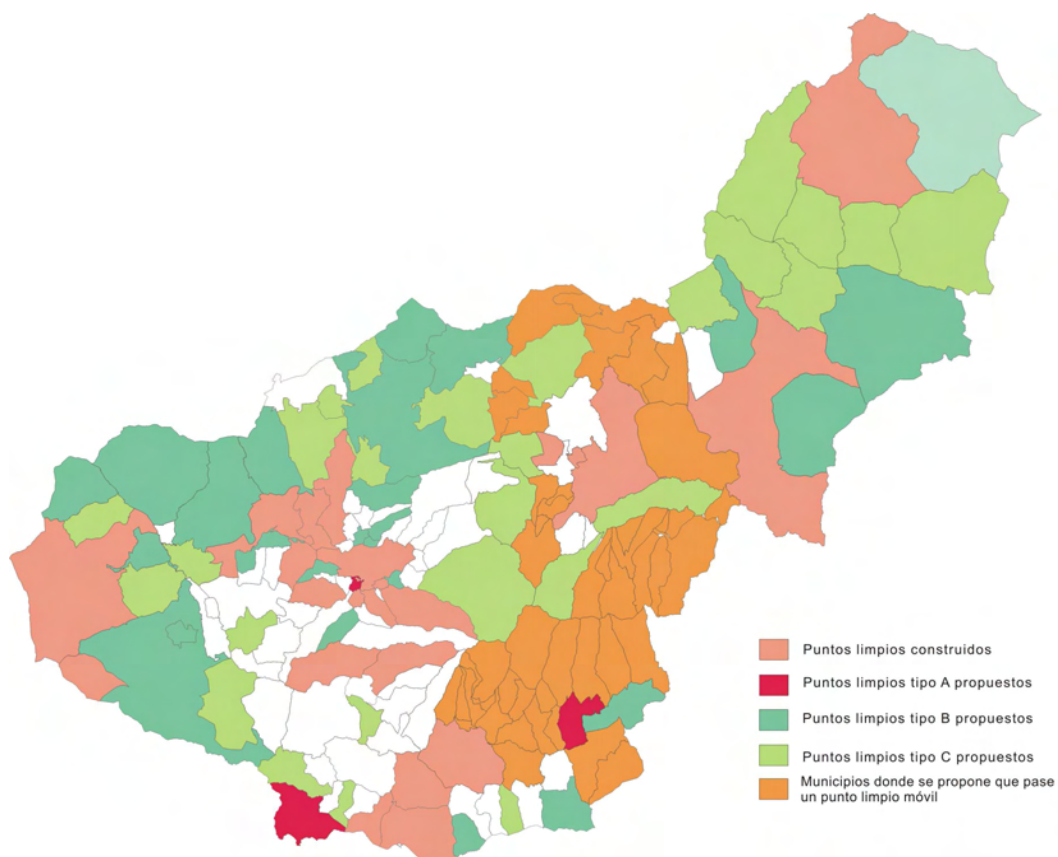 Puntos limpios construidos
Puntos limpios tipo A propuestos
Puntos limpios tipo B propuestos
Puntos limpios tipo C propuestos
Municipios donde se propone que pase
un punto limpio móvil